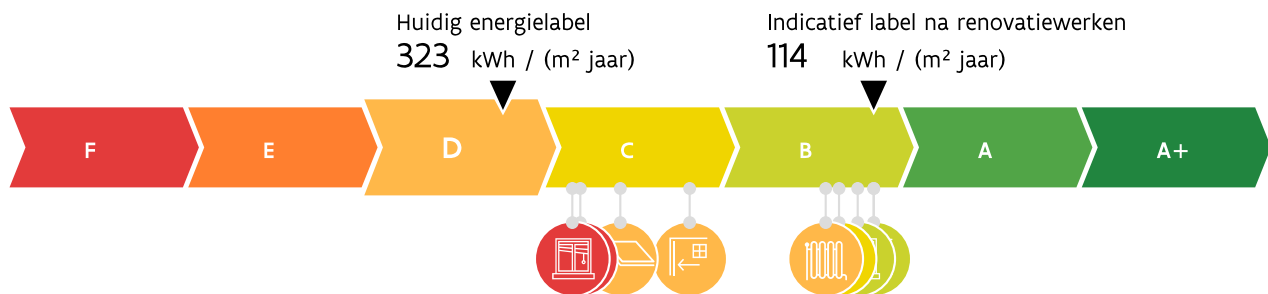 Huidig energielabel
323 kWh / (m² jaar)
Indicatief label na renovatiewerken
114 kWh / (m² jaar)
F
E
D
C
B
A
A+